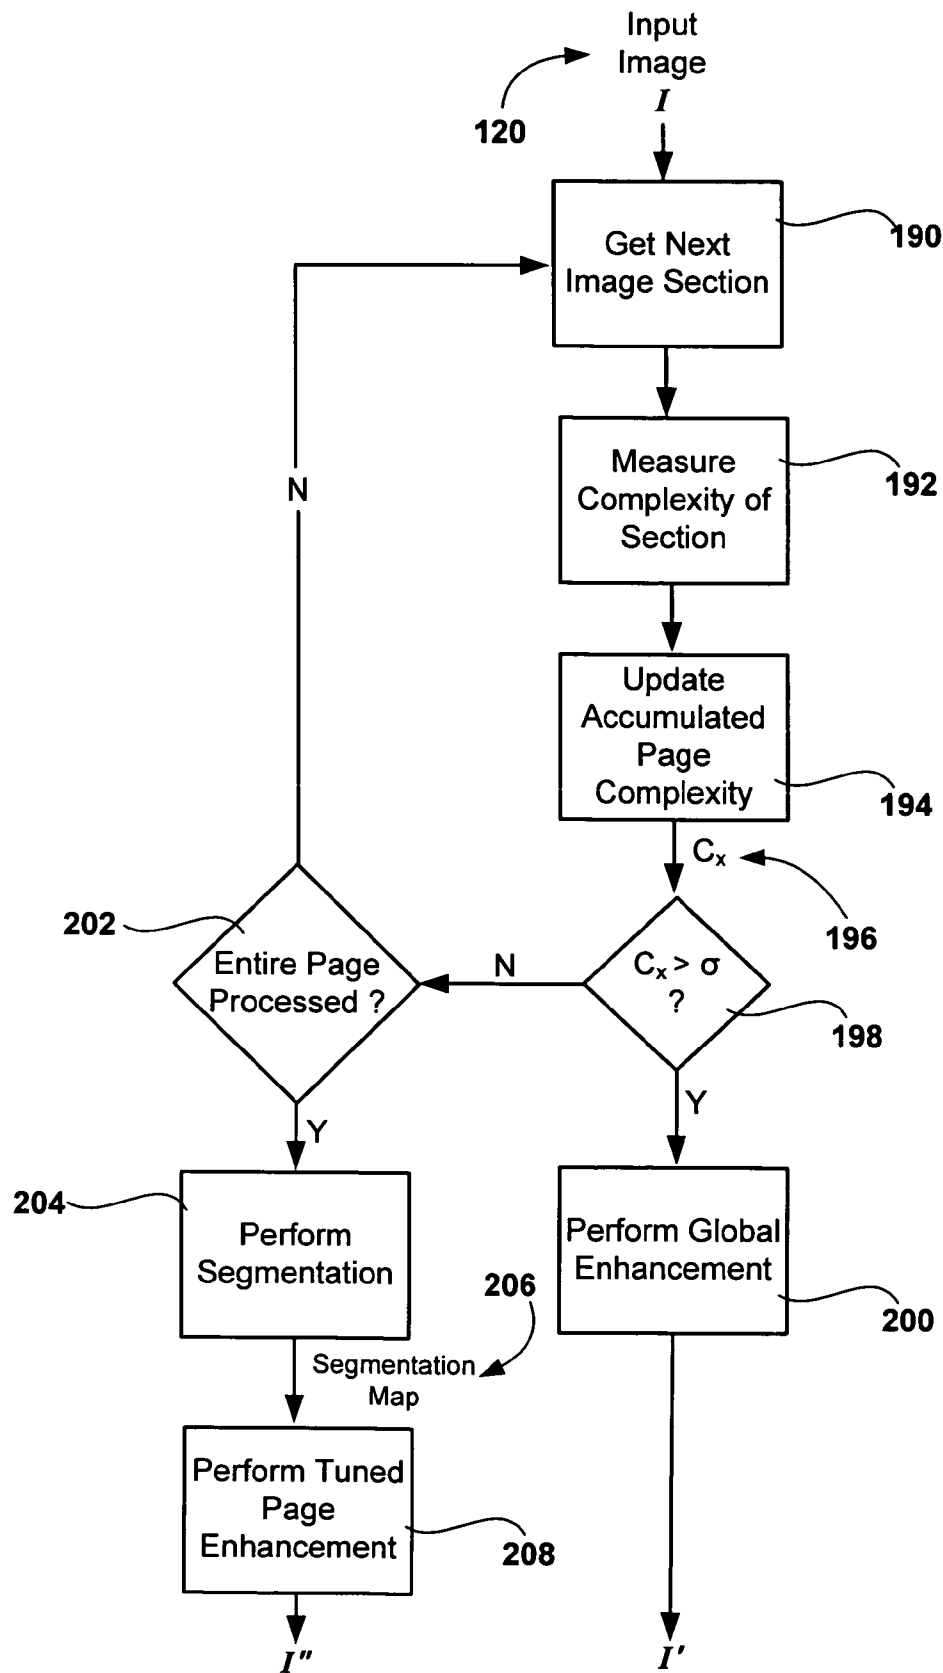 Input
Image
I
120
Get Next
Image Section
190
Measure
Complexity of
Section
192
N
Update
Accumulated
Page
Complexity
194
Cₓ
196
202
Entire Page
Processed ?
N
Cₓ > σ
?
198
Y
Y
204
Perform
Segmentation
Perform Global
Enhancement
200
206
Segmentation
Map
Perform Tuned
Page
Enhancement
208
I"
I'